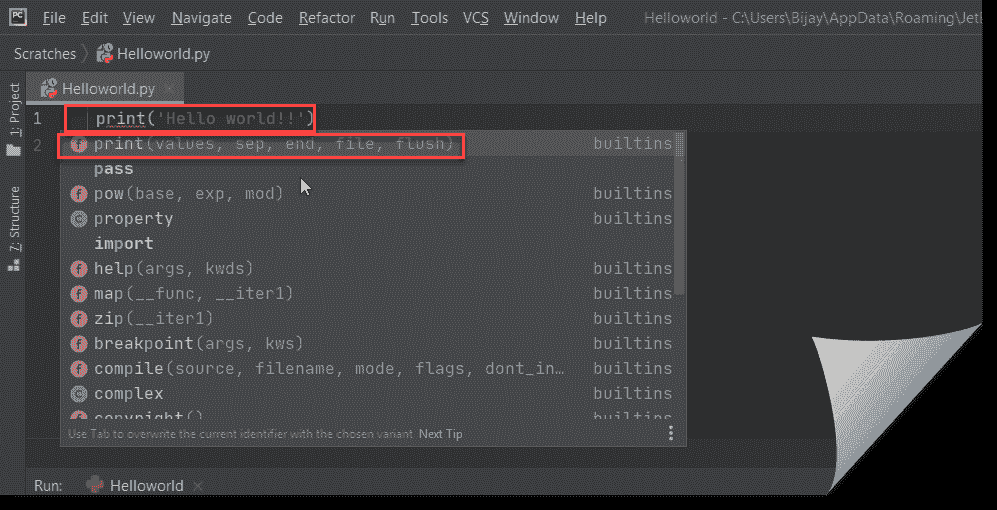 PC File Edit View Navigate Code Refactor Run Tools VCS Window Help Helloworld - C:\Users\Bijay\AppData\Roaming\Jet
Scratches Helloworld.py
Helloworld.py
1: Project
1 print('Hello world!!')
2 print(values, sep, end, file, flush) builtins
pass
pow(base, exp, mod) builtins
property builtins
7: Structure
import
help(args, kwds) builtins
map(__func, __iter1) builtins
zip(__iter1) builtins
breakpoint(args, kws) builtins
compile(source, filename, mode, flags, dont_in… builtins
complex builtins
copyright() builtins
Use Tab to overwrite the current identifier with the chosen variant Next Tip
Run: Helloworld